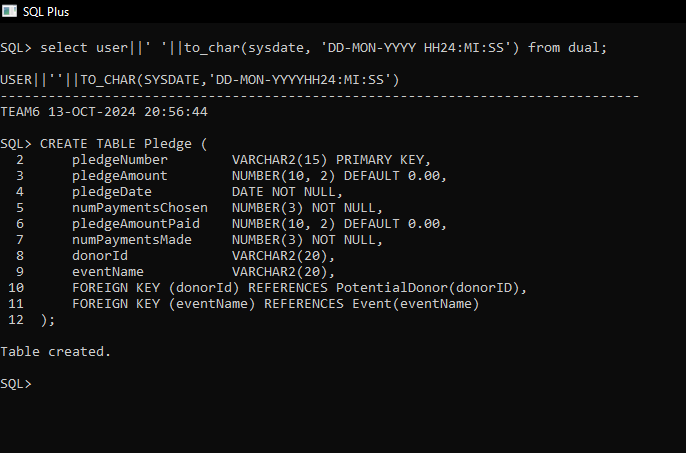 SQL Plus
SQL> select user||' '||to_char(sysdate, 'DD-MON-YYYY HH24:MI:SS') from dual;
USER||''||TO_CHAR(SYSDATE,'DD-MON-YYYYHH24:MI:SS')
--------------------------------------------------------------------------------
TEAM6 13-OCT-2024 20:56:44
SQL> CREATE TABLE Pledge (
  2      pledgeNumber        VARCHAR2(15) PRIMARY KEY,
  3      pledgeAmount        NUMBER(10, 2) DEFAULT 0.00,
  4      pledgeDate          DATE NOT NULL,
  5      numPaymentsChosen   NUMBER(3) NOT NULL,
  6      pledgeAmountPaid    NUMBER(10, 2) DEFAULT 0.00,
  7      numPaymentsMade     NUMBER(3) NOT NULL,
  8      donorId             VARCHAR2(20),
  9      eventName           VARCHAR2(20),
 10      FOREIGN KEY (donorId) REFERENCES PotentialDonor(donorID),
 11      FOREIGN KEY (eventName) REFERENCES Event(eventName)
 12  );
Table created.
SQL>